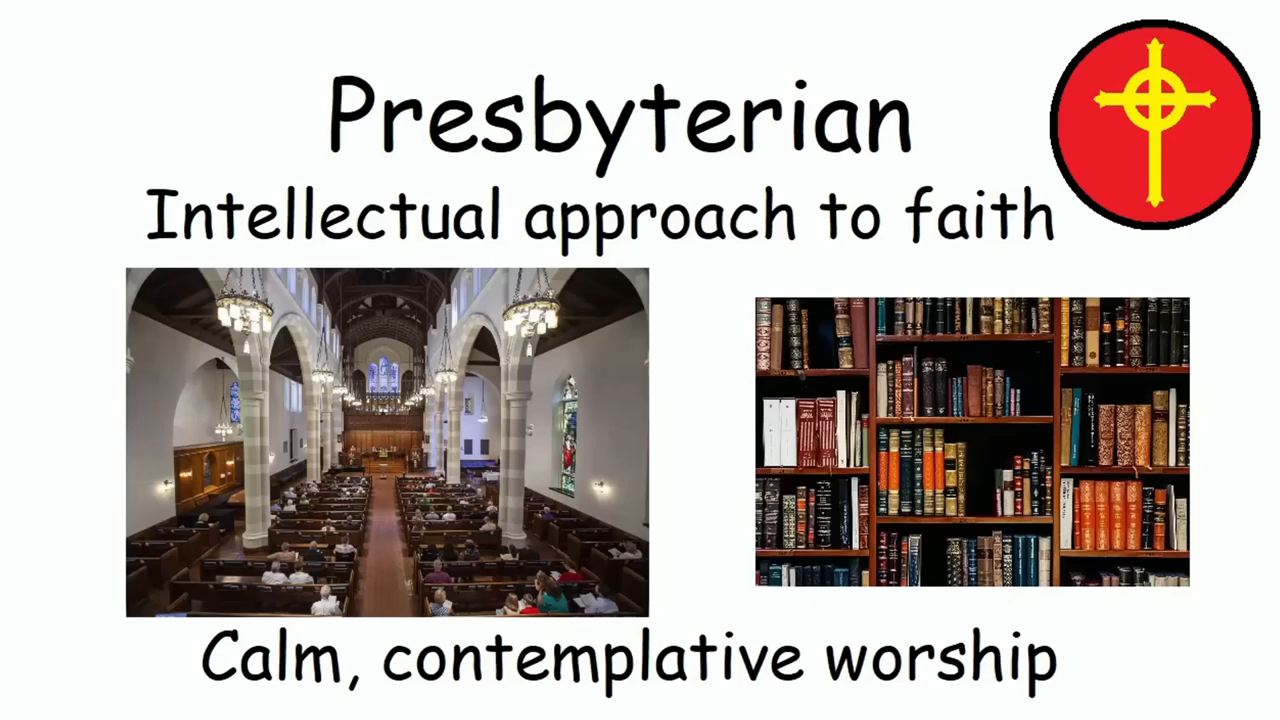 Presbyterian
Intellectual approach to faith
Calm, contemplative worship